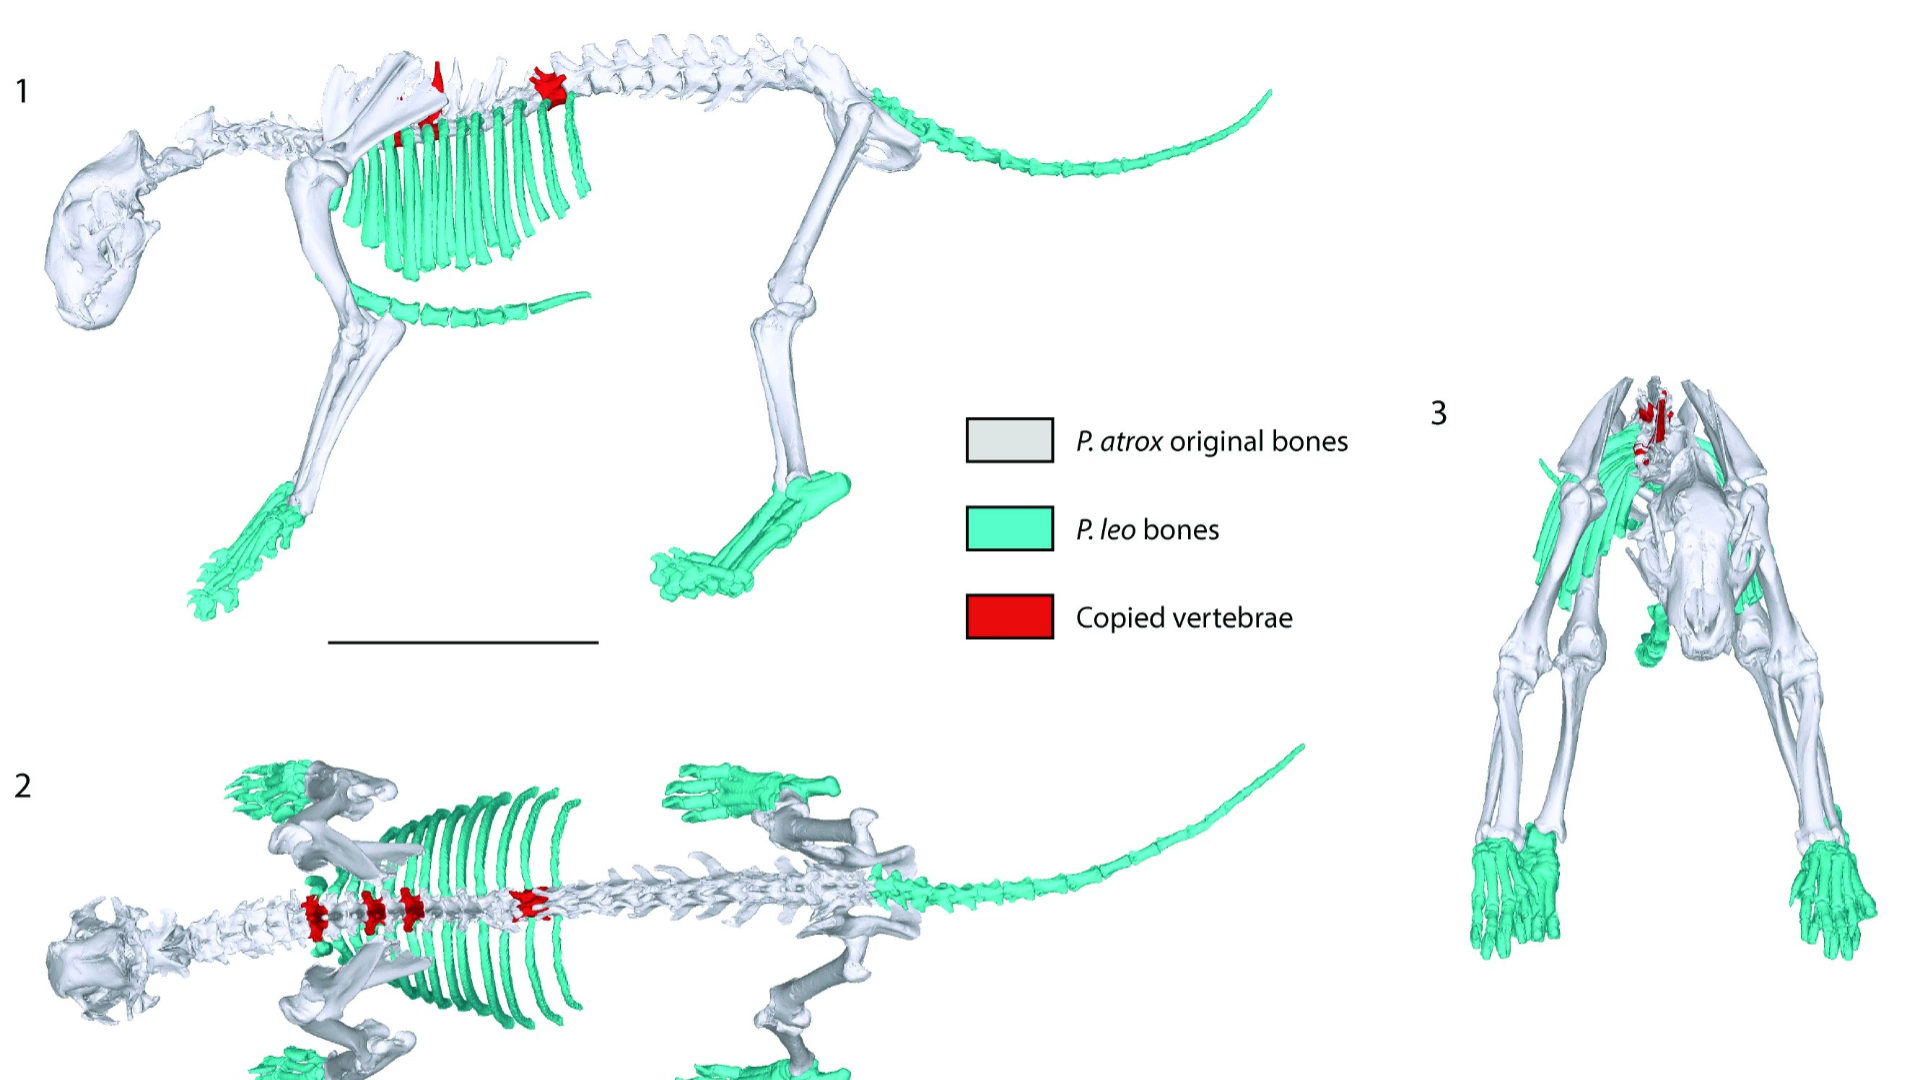 1
P. atrox original bones
P. leo bones
Copied vertebrae
3
2